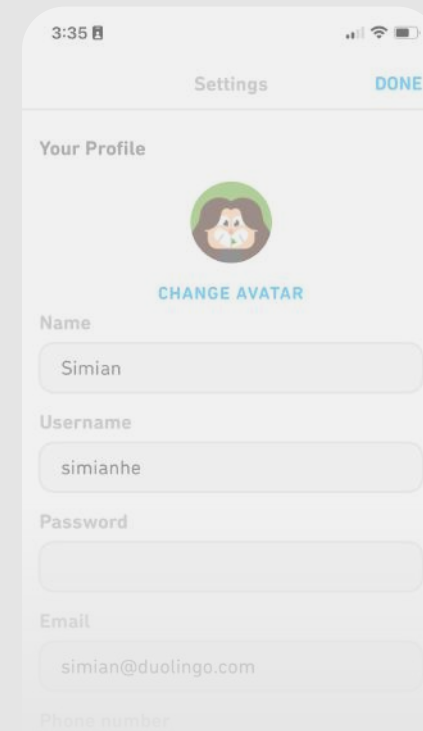 3:35
Settings DONE
Your Profile
CHANGE AVATAR
Name
Simian
Username
simianhe
Password
Email
simian@duolingo.com
Phone number